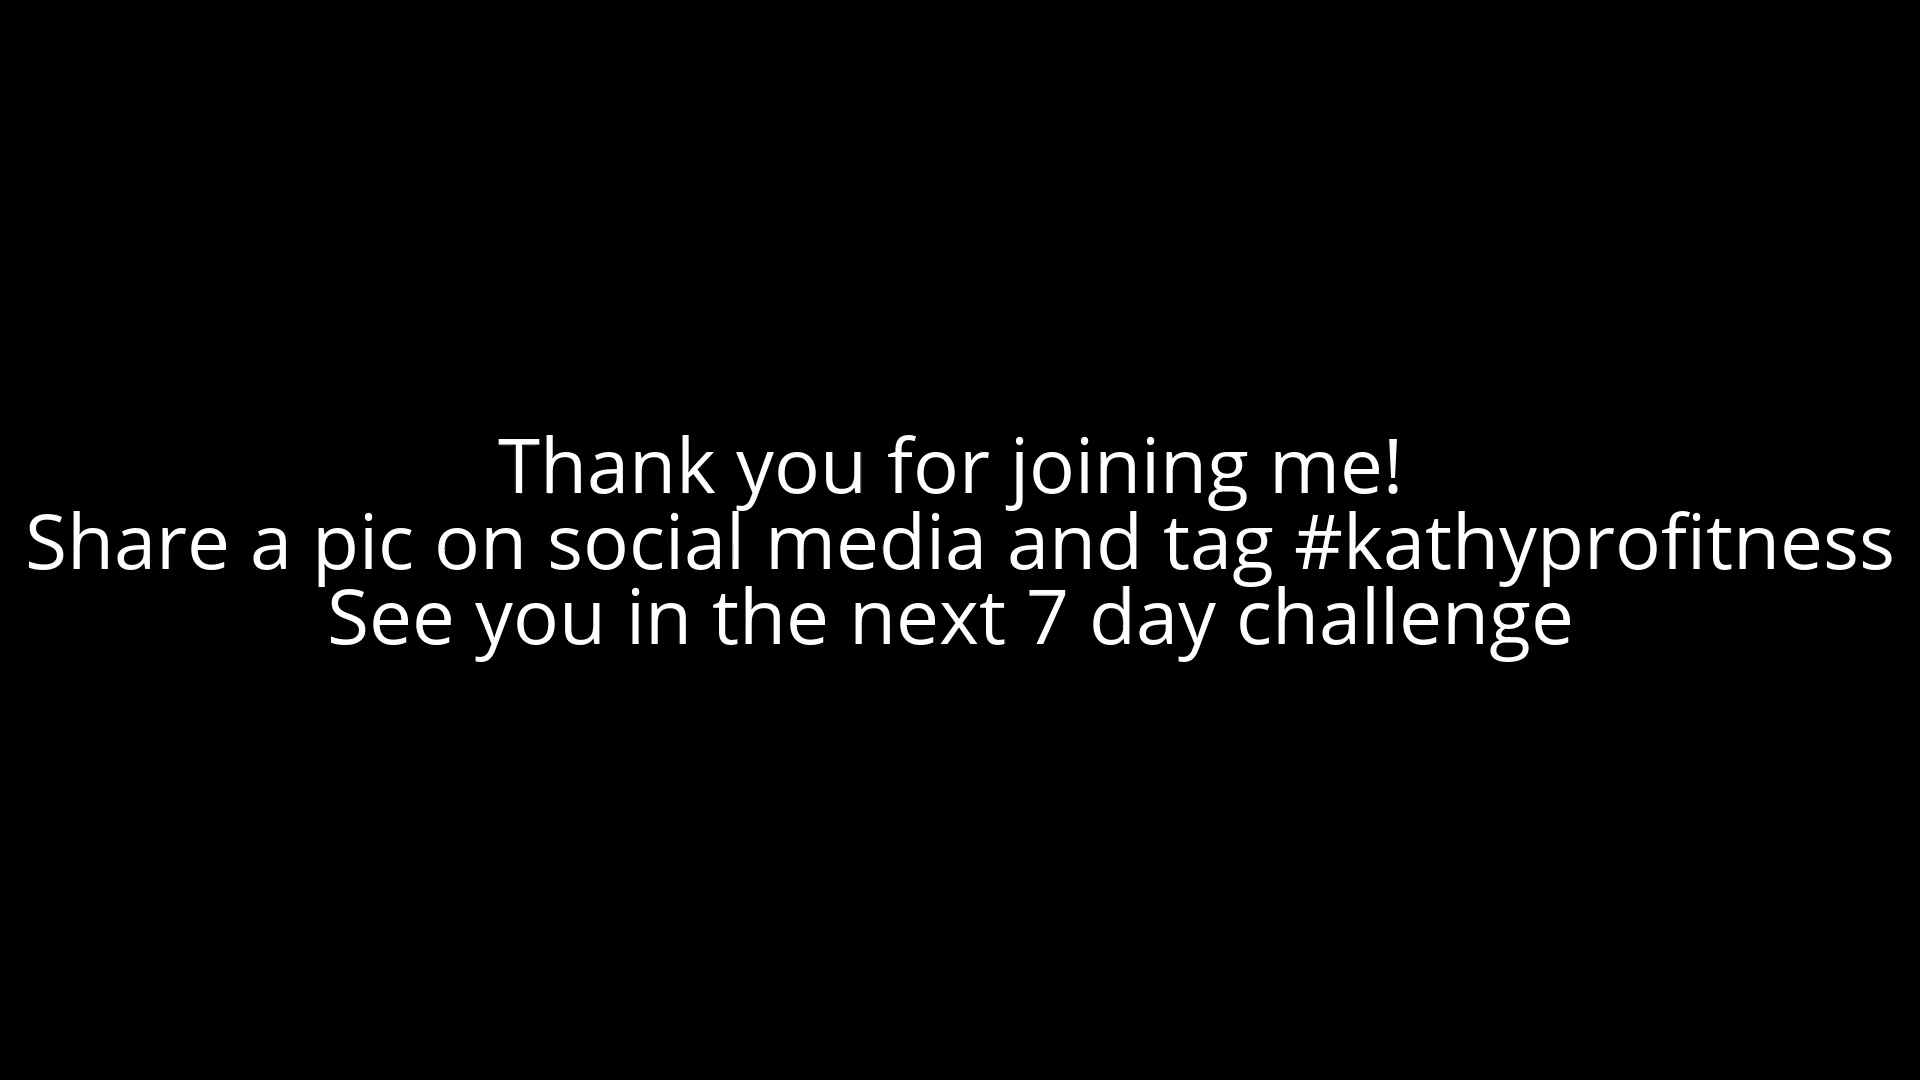 Thank you for joining me!
Share a pic on social media and tag #kathyprofitness
See you in the next 7 day challenge